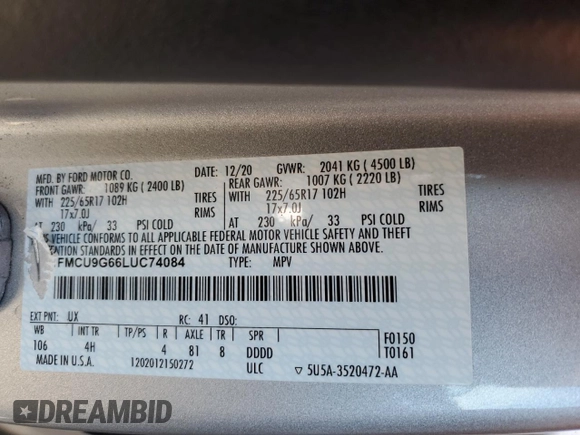 MFG. BY FORD MOTOR CO.
DATE: 12/20 GVWR: 2041 KG ( 4500 LB)
FRONT GAWR: 1089 KG ( 2400 LB) REAR GAWR: 1007 KG ( 2220 LB)
WITH 225/65R17 102H TIRES WITH 225/65R17 102H TIRES
17x7.0J RIMS 17x7.0J RIMS
AT 230 kPa/ 33 PSI COLD AT 230 kPa/ 33 PSI COLD
VEHICLE CONFORMS TO ALL APPLICABLE FEDERAL MOTOR VEHICLE SAFETY AND THEFT
PREVENTION STANDARDS IN EFFECT ON THE DATE OF MANUFACTURE SHOWN ABOVE.
FMCU9G66LUC74084 TYPE: MPV
EXT PNT: UX RC: 41 DSO:
WB INT TR TP/PS R AXLE TR SPR
106 4H 4 81 8 DDDD
F0150
T0161
MADE IN U.S.A. 1202012150272 ULC ▽ 5U5A-3520472-AA
DREAMBID